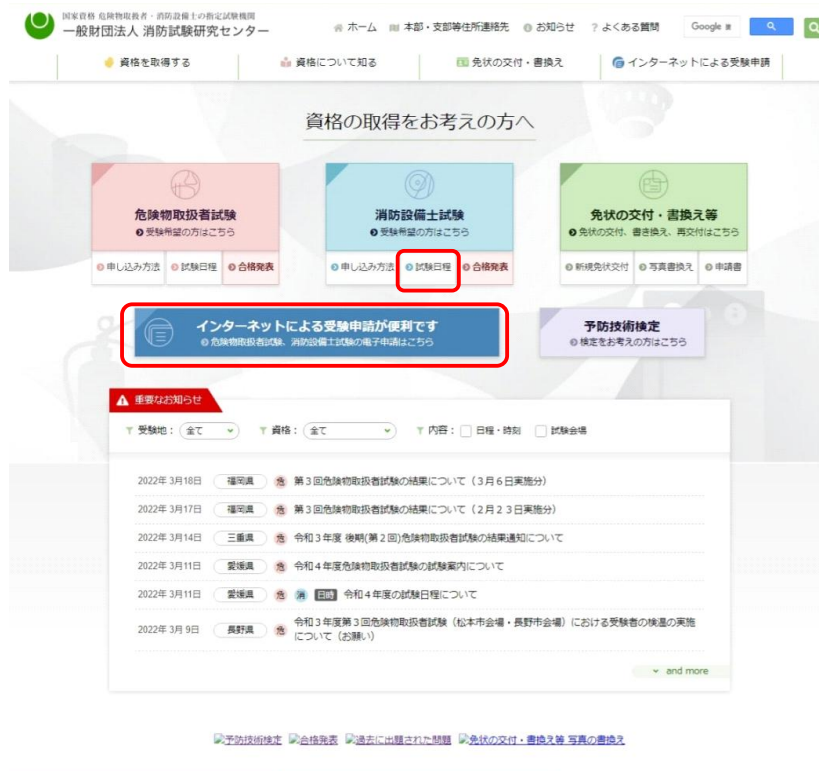 国家資格 危険物取扱者・消防設備士の指定試験機関
一般財団法人 消防試験研究センター
ホーム 本部・支部等住所連絡先 お知らせ ? よくある質問 Google
資格を取得する 資格について知る 免状の交付・書換え インターネットによる受験申請
資格の取得をお考えの方へ
危険物取扱者試験
受験希望の方はこちら
申し込み方法 試験日程 合格発表
消防設備士試験
受験希望の方はこちら
申し込み方法 試験日程 合格発表
免状の交付・書換え等
免状の交付、書き換え、再交付はこちら
新規免状交付 写真書換え 申請書
インターネットによる受験申請が便利です
危険物取扱者試験、消防設備士試験の電子申請はこちら
予防技術検定
検定をお考えの方はこちら
重要なお知らせ
受験地： 全て 資格： 全て 内容： 日程・時刻 試験会場
2022年 3月18日 福岡県 危 第３回危険物取扱者試験の結果について（３月６日実施分）
2022年 3月17日 福岡県 危 第３回危険物取扱者試験の結果について（２月２３日実施分）
2022年 3月14日 三重県 危 令和３年度 後期(第２回)危険物取扱者試験の結果通知について
2022年 3月11日 愛媛県 危 令和４年度危険物取扱者試験の試験案内について
2022年 3月11日 愛媛県 危 消 日時 令和４年度の試験日程について
2022年 3月 9日 長野県 危 令和３年度第３回危険物取扱者試験（松本市会場・長野市会場）における受験者の検温の実施
について（お願い）
and more
予防技術検定 合格発表 過去に出題された問題 免状の交付・書換え等 写真の書換え